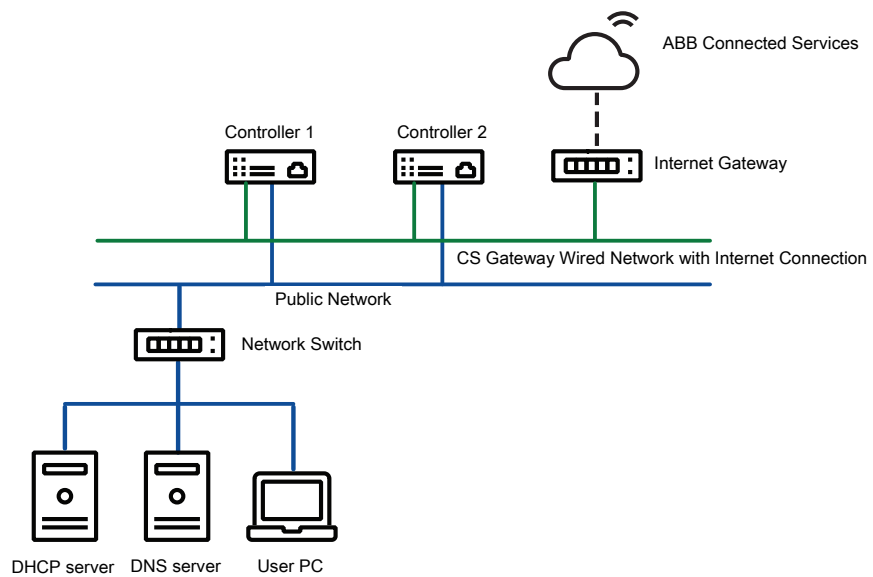 ABB Connected Services
Controller 1
Controller 2
Internet Gateway
CS Gateway Wired Network with Internet Connection
Public Network
Network Switch
DHCP server
DNS server
User PC